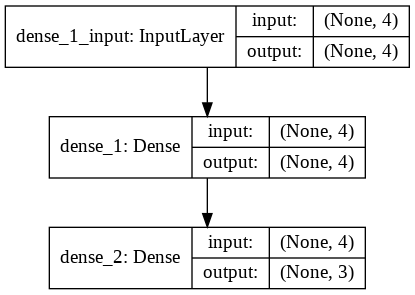 dense_1_input: InputLayer
input: (None, 4)
output: (None, 4)
dense_1: Dense
input: (None, 4)
output: (None, 4)
dense_2: Dense
input: (None, 4)
output: (None, 3)